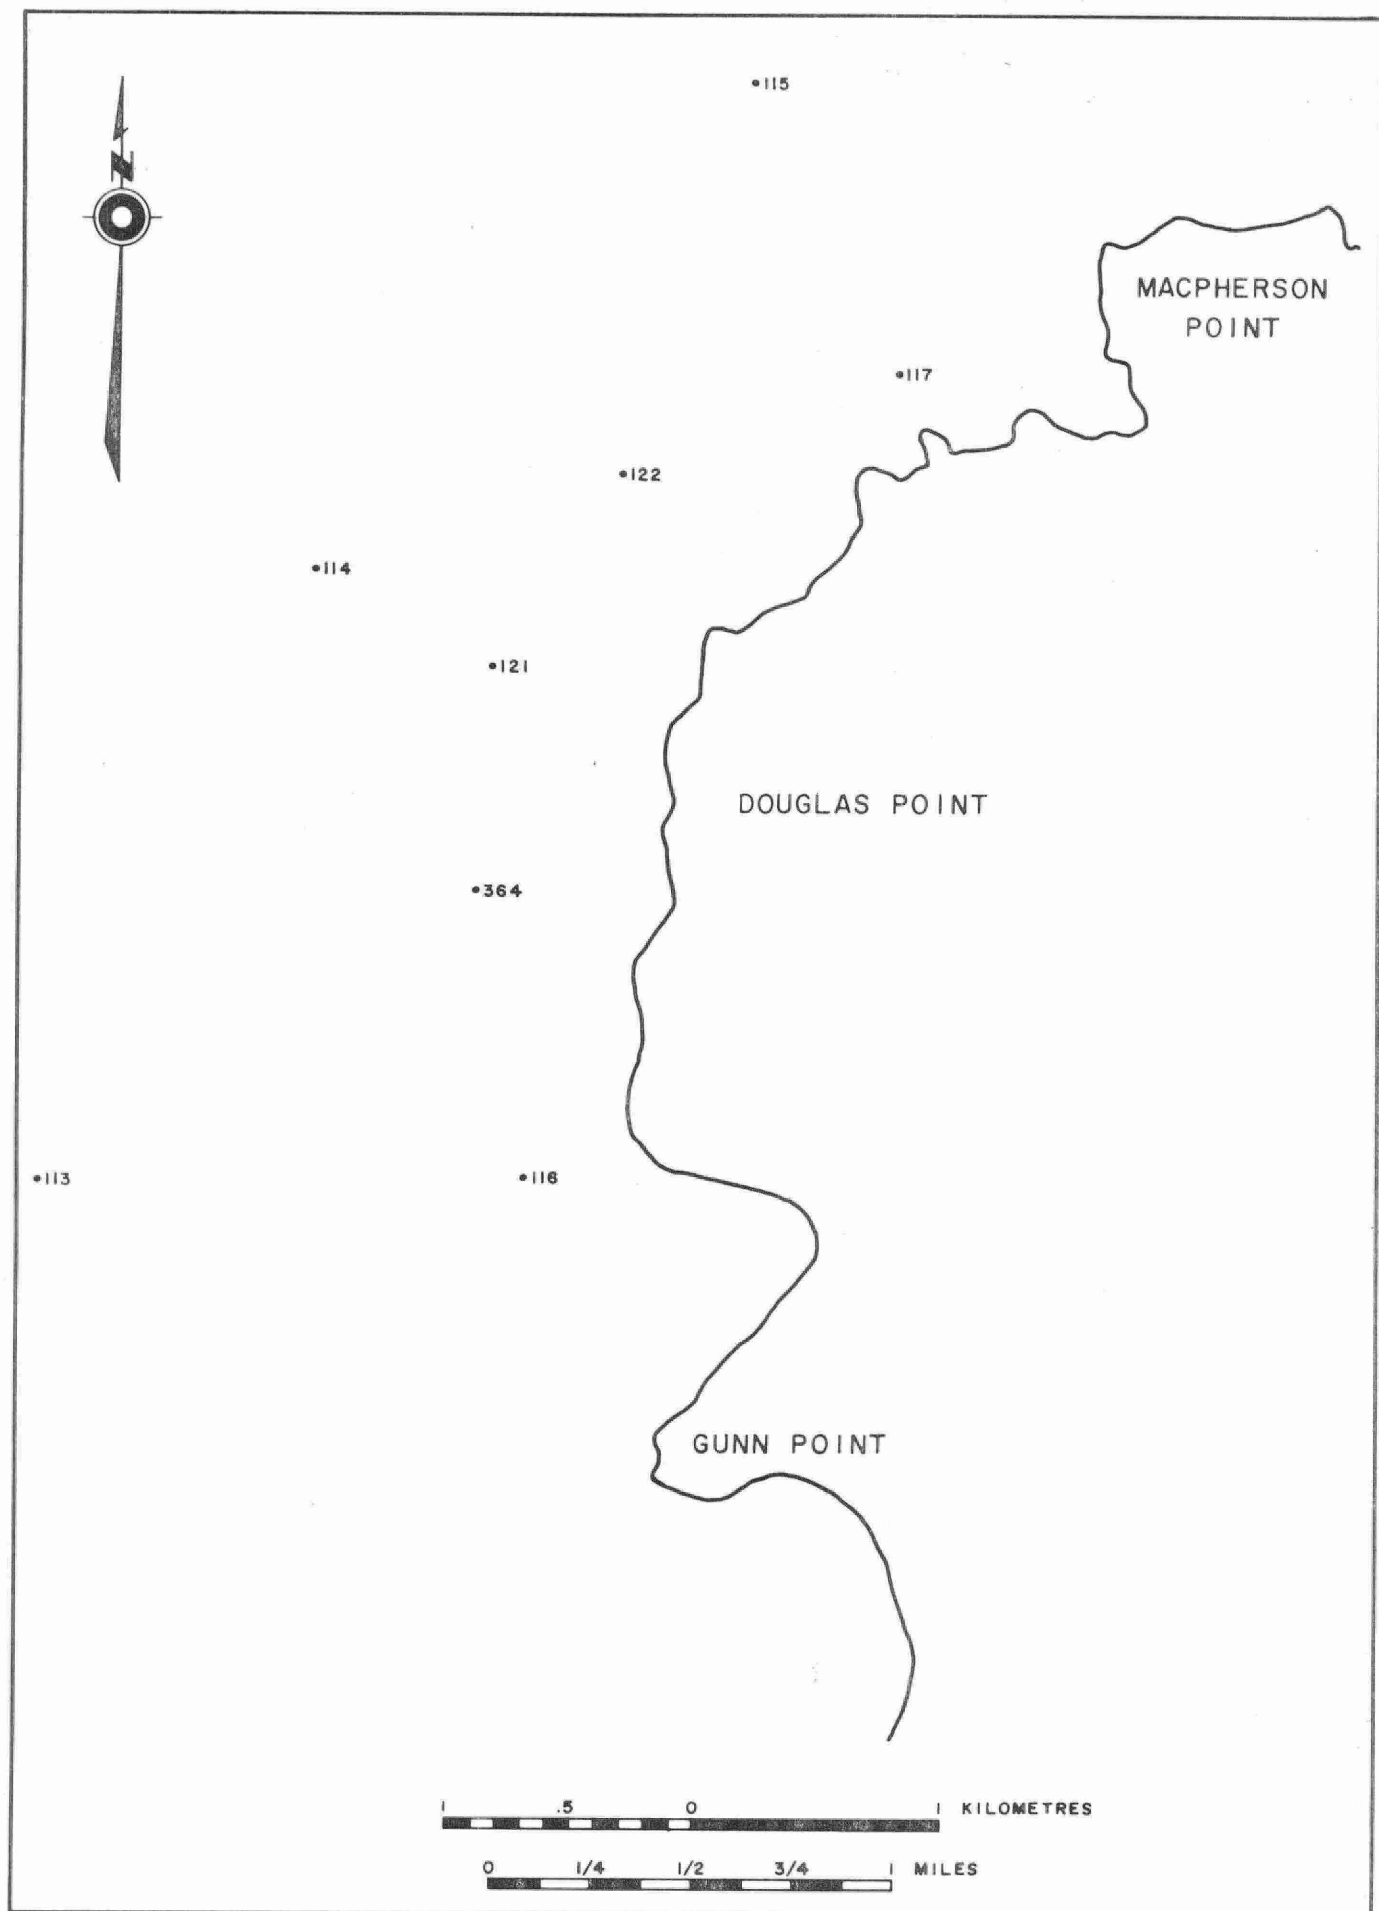 •115
N
MACPHERSON
POINT
•117
•122
•114
•121
DOUGLAS POINT
•364
•113
•116
GUNN POINT
1 .5 0 1 KILOMETRES
0 1/4 1/2 3/4 1 MILES